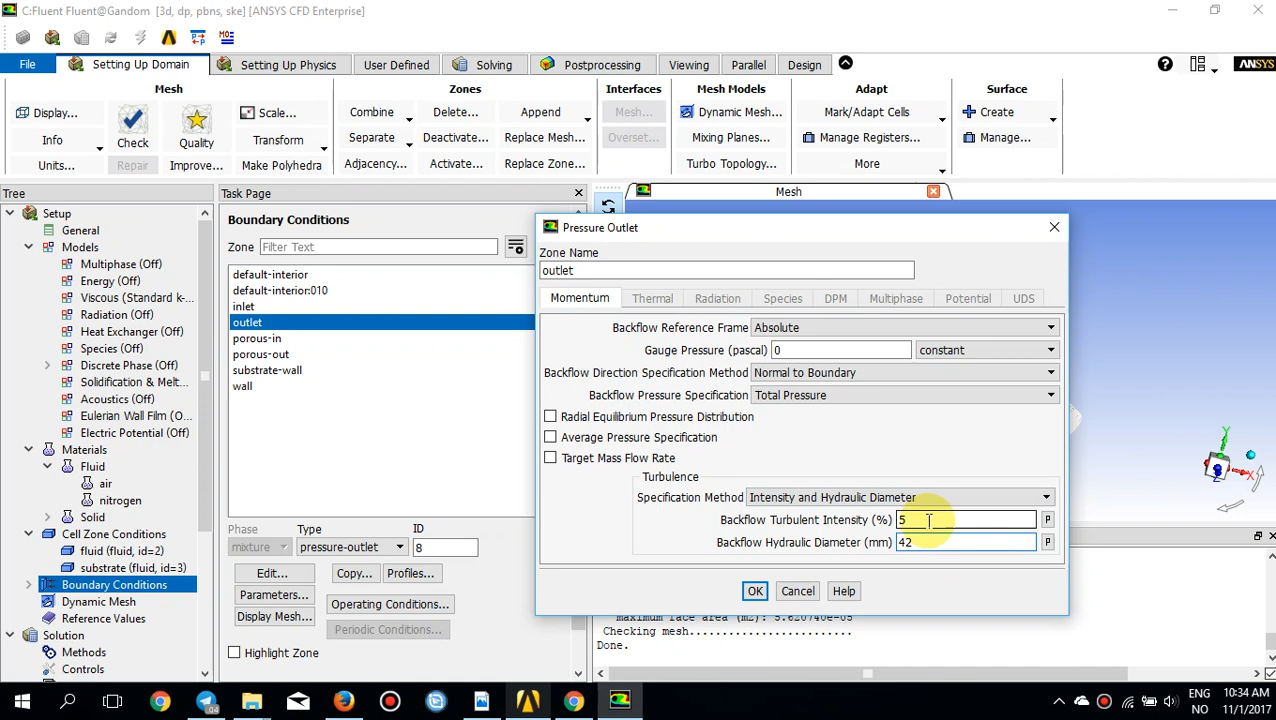 C:Fluent Fluent@Gandom [3d, dp, pbns, ske] [ANSYS CFD Enterprise]
File Setting Up Domain Setting Up Physics User Defined Solving Postprocessing Viewing Parallel Design ANSYS
Mesh Zones Interfaces Mesh Models Adapt Surface
Display... Scale... Combine Delete... Append Mesh... Dynamic Mesh... Mark/Adapt Cells Create
Info Check Quality Transform Separate Deactivate... Replace Mesh... Overset... Mixing Planes... Manage Registers... Manage...
Units... Repair Improve... Make Polyhedra Adjacency... Activate... Replace Zone... Turbo Topology... More
Tree Task Page Mesh
Setup
General
Models
Multiphase (Off)
Energy (Off)
Viscous (Standard k-...
Radiation (Off)
Heat Exchanger (Off)
Species (Off)
Discrete Phase (Off)
Solidification & Melt...
Acoustics (Off)
Eulerian Wall Film (O...
Electric Potential (Off)
Materials
Fluid
air
nitrogen
Solid
Cell Zone Conditions
fluid (fluid, id=2)
substrate (fluid, id=3)
Boundary Conditions
Dynamic Mesh
Reference Values
Solution
Methods
Controls
Boundary Conditions
Zone Filter Text
default-interior
default-interior:010
inlet
outlet
porous-in
porous-out
substrate-wall
wall
Phase Type ID
mixture pressure-outlet 8
Edit... Copy... Profiles...
Parameters... Operating Conditions...
Display Mesh... Periodic Conditions...
Highlight Zone
Pressure Outlet
Zone Name
outlet
Momentum Thermal Radiation Species DPM Multiphase Potential UDS
Backflow Reference Frame Absolute
Gauge Pressure (pascal) 0 constant
Backflow Direction Specification Method Normal to Boundary
Backflow Pressure Specification Total Pressure
Radial Equilibrium Pressure Distribution
Average Pressure Specification
Target Mass Flow Rate
Turbulence
Specification Method Intensity and Hydraulic Diameter
Backflow Turbulent Intensity (%) 5 P
Backflow Hydraulic Diameter (mm) 42 P
OK Cancel Help
Y
X
Z
Checking mesh........................
Done.
ENG 10:34 AM
NO 11/1/2017